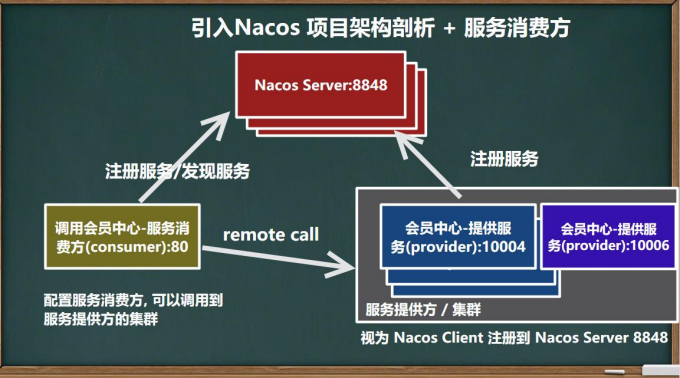 引入Nacos 项目架构剖析 + 服务消费方
Nacos Server:8848
注册服务/发现服务
注册服务
调用会员中心-服务消
费方(consumer):80
remote call
会员中心-提供服
务(provider):10004
会员中心-提供服
务(provider):10006
配置服务消费方, 可以调用到
服务提供方的集群
服务提供方 / 集群
视为 Nacos Client 注册到 Nacos Server 8848